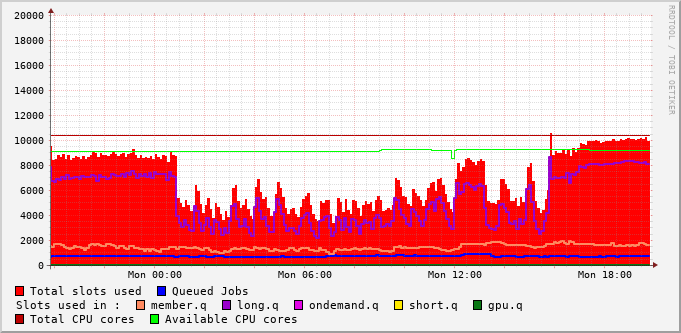 20000
18000
16000
14000
12000
10000
8000
6000
4000
2000
0
Mon 00:00 Mon 06:00 Mon 12:00 Mon 18:00
RRDTOOL / TOBI OETIKER
Total slots used Queued Jobs
Slots used in : member.q long.q ondemand.q short.q gpu.q
Total CPU cores Available CPU cores